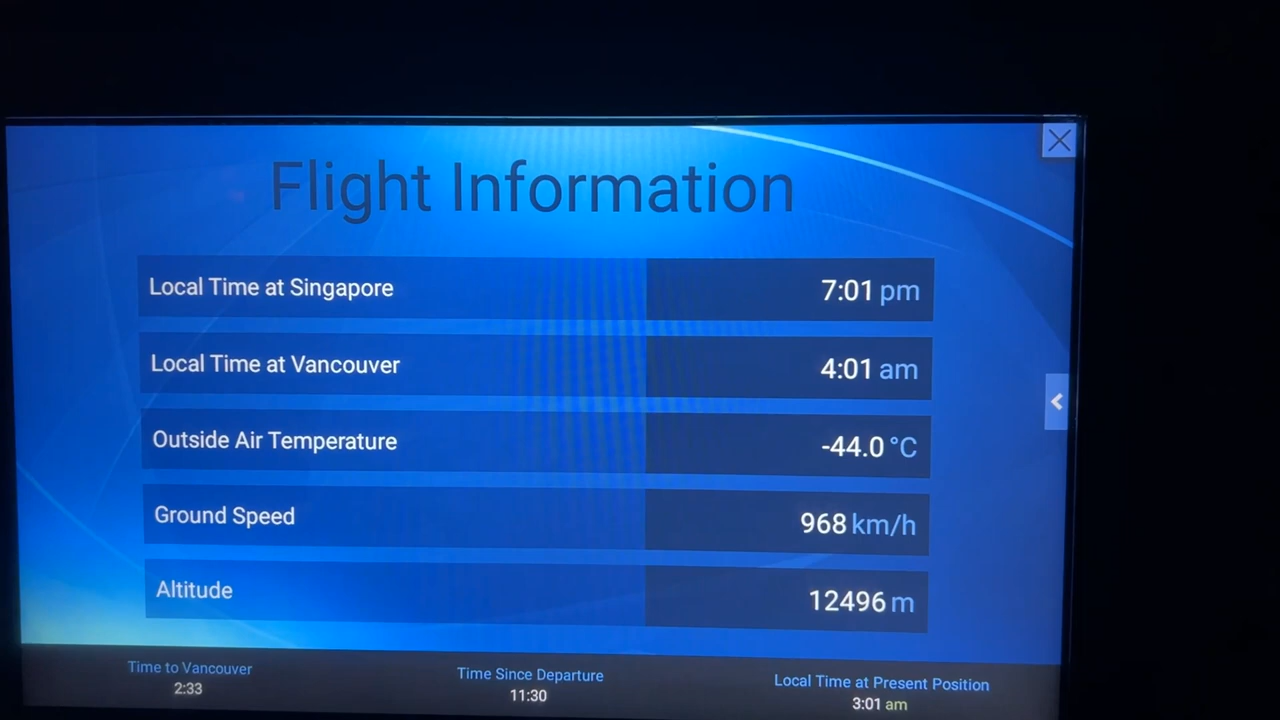 Flight Information
Local Time at Singapore 7:01 pm
Local Time at Vancouver 4:01 am
Outside Air Temperature -44.0 °C
Ground Speed 968 km/h
Altitude 12496 m
Time to Vancouver
2:33
Time Since Departure
11:30
Local Time at Present Position
3:01 am